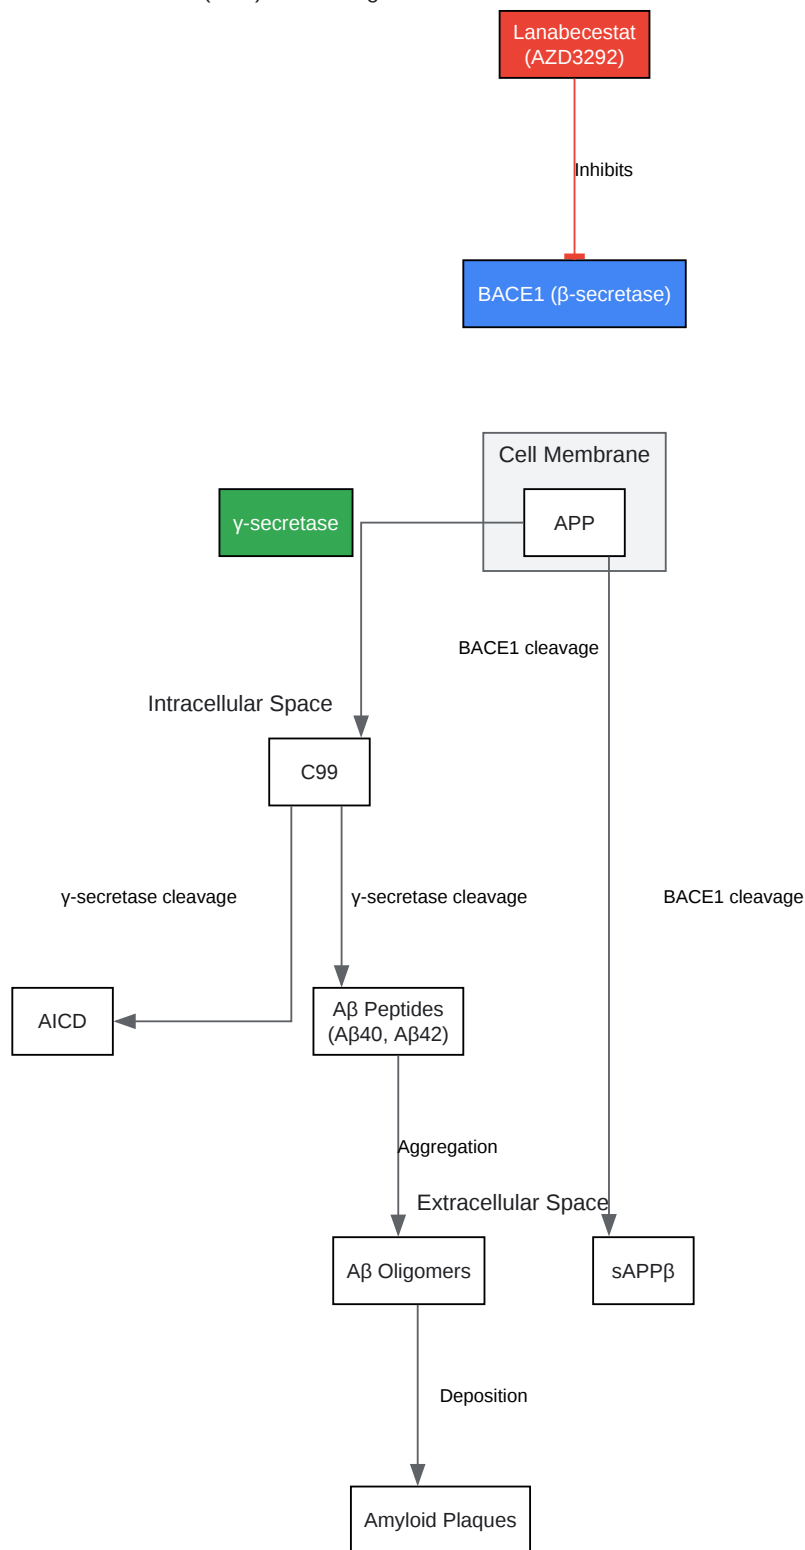 Lanabecestat
(AZD3292)
Inhibits
BACE1 (β-secretase)
Cell Membrane
γ-secretase
APP
BACE1 cleavage
Intracellular Space
C99
γ-secretase cleavage
γ-secretase cleavage
BACE1 cleavage
AICD
Aβ Peptides
(Aβ40, Aβ42)
Aggregation
Extracellular Space
Aβ Oligomers
sAPPβ
Deposition
Amyloid Plaques